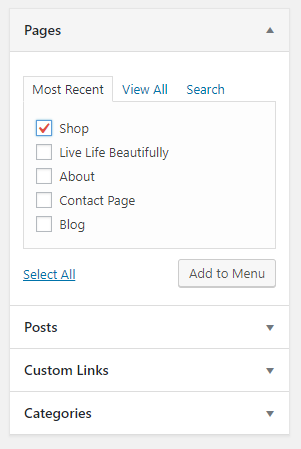 Pages
Most Recent View All Search
Shop
Live Life Beautifully
About
Contact Page
Blog
Select All Add to Menu
Posts
Custom Links
Categories